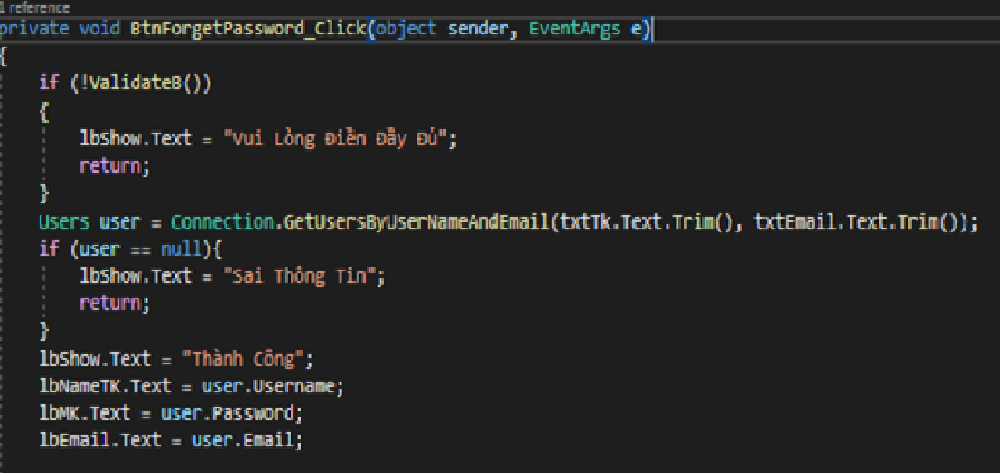 1 reference
private void BtnForgetPassword_Click(object sender, EventArgs e)
{
if (!ValidateB())
{
lbShow.Text = "Vui Lòng Điền Đầy Đủ";
return;
}
Users user = Connection.GetUsersByUserNameAndEmail(txtTk.Text.Trim(), txtEmail.Text.Trim());
if (user == null){
lbShow.Text = "Sai Thông Tin";
return;
}
lbShow.Text = "Thành Công";
lbNameTK.Text = user.Username;
lbMK.Text = user.Password;
lbEmail.Text = user.Email;